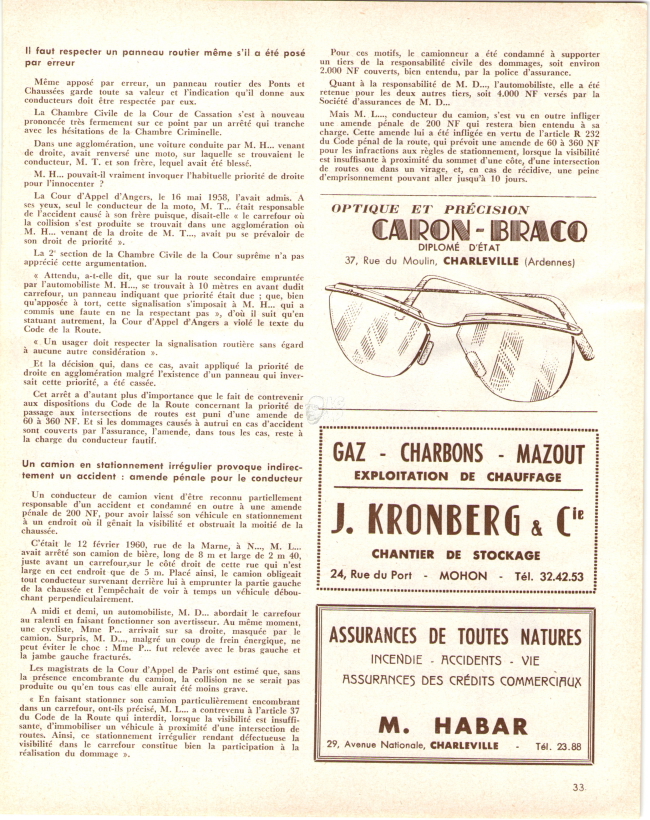 Il faut respecter un panneau routier même s'il a été posé
par erreur
Même apposé par erreur, un panneau routier des Ponts et
Chaussées garde toute sa valeur et l'indication qu'il donne aux
conducteurs doit être respectée par eux.
La Chambre Civile de la Cour de Cassation s'est à nouveau
prononcée très fermement sur ce point par un arrêté qui tranche
avec les hésitations de la Chambre Criminelle.
Dans une agglomération, une voiture conduite par M. H... venant
de droite, avait renversé une moto, sur laquelle se trouvaient le
conducteur, M. T. et son frère, lequel avait été blessé.
M. H... pouvait-il vraiment invoquer l'habituelle priorité de droite
pour l'innocenter ?
La Cour d'Appel d'Angers, le 16 mai 1958, l'avait admis. A
ses yeux, seul le conducteur de la moto, M. T... était responsable
de l'accident causé à son frère puisque, disait-elle « le carrefour où
la collision s'est produite se trouvait dans une agglomération où
M. H... venant de la droite de M. T..., avait pu se prévaloir de
son droit de priorité ».
La 2e section de la Chambre Civile de la Cour suprême n'a pas
apprécié cette argumentation.
« Attendu, a-t-elle dit, que sur la route secondaire empruntée
par l'automobiliste M. H..., se trouvait à 10 mètres en avant dudit
carrefour, un panneau indiquant que priorité était due ; que, bien
qu'apposée à tort, cette signalisation s'imposait à M. H... qui a
commis une faute en ne la respectant pas », d'où il suit qu'en
statuant autrement, la Cour d'Appel d'Angers a violé le texte du
Code de la Route.
« Un usager doit respecter la signalisation routière sans égard
à aucune autre considération ».
Et la décision qui, dans ce cas, avait appliqué la priorité de
droite en agglomération malgré l'existence d'un panneau qui inver-
sait cette priorité, a été cassée.
Cet arrêt a d'autant plus d'importance que le fait de contrevenir
aux dispositions du Code de la Route concernant la priorité de
passage aux intersections de routes est puni d'une amende de
60 à 360 NF. Et si les dommages causés à autrui en cas d'accident
sont couverts par l'assurance, l'amende, dans tous les cas, reste à
la charge du conducteur fautif.
Un camion en stationnement irrégulier provoque indirec-
tement un accident : amende pénale pour le conducteur
Un conducteur de camion vient d'être reconnu partiellement
responsable d'un accident et condamné en outre à une amende
pénale de 200 NF, pour avoir laissé son véhicule en stationnement
à un endroit où il gênait la visibilité et obstruait la moitié de la
chaussée.
C'était le 12 février 1960, rue de la Marne, à N..., M. L...
avait arrêté son camion de bière, long de 8 m et large de 2 m 40,
juste avant un carrefour,sur le côté droit de cette rue qui n'est
large en cet endroit que de 5 m. Placé ainsi, le camion obligeait
tout conducteur survenant derrière lui à emprunter la partie gauche
de la chaussée et l'empêchait de voir à temps un véhicule débou-
chant perpendiculairement.
A midi et demi, un automobiliste, M. D... abordait le carrefour
au ralenti en faisant fonctionner son avertisseur. Au même moment,
une cycliste, Mme P... arrivait sur sa droite, masquée par le
camion. Surpris, M. D..., malgré un coup de frein énergique, ne
peut éviter le choc : Mme P... fut relevée avec le bras gauche et
la jambe gauche fracturés.
Les magistrats de la Cour d'Appel de Paris ont estimé que, sans
la présence encombrante du camion, la collision ne se serait pas
produite ou qu'en tous cas elle aurait été moins grave.
« En faisant stationner son camion particulièrement encombrant
dans un carrefour, ont-ils précisé, M. L... a contrevenu à l'article 37
du Code de la Route qui interdit, lorsque la visibilité est insuffi-
sante, d'immobiliser un véhicule à proximité d'une intersection de
routes. Ainsi, ce stationnement irrégulier rendant défectueuse la
visibilité dans le carrefour constitue bien la participation à la
réalisation du dommage ».
Pour ces motifs, le camionneur a été condamné à supporter
un tiers de la responsabilité civile des dommages, soit environ
2.000 NF couverts, bien entendu, par la police d'assurance.
Quant à la responsabilité de M. D..., l'automobiliste, elle a été
retenue pour les deux autres tiers, soit 4.000 NF versés par la
Société d'assurances de M. D...
Mais M. L..., conducteur du camion, s'est vu en outre infliger
une amende pénale de 200 NF qui restera bien entendu à sa
charge. Cette amende lui a été infligée en vertu de l'article R 232
du Code pénal de la route, qui prévoit une amende de 60 à 360 NF
pour les infractions aux règles de stationnement, lorsque la visibilité
est insuffisante à proximité du sommet d'une côte, d'une intersection
de routes ou dans un virage, et, en cas de récidive, une peine
d'emprisonnement pouvant aller jusqu'à 10 jours.
OPTIQUE ET PRÉCISION
CARON-BRACQ
DIPLOMÉ D'ÉTAT
37, Rue du Moulin, CHARLEVILLE (Ardennes)
GAZ - CHARBONS - MAZOUT
EXPLOITATION DE CHAUFFAGE
J. KRONBERG & Cie
CHANTIER DE STOCKAGE
24, Rue du Port - MOHON - Tél. 32.42.53
ASSURANCES DE TOUTES NATURES
INCENDIE - ACCIDENTS - VIE
ASSURANCES DES CRÉDITS COMMERCIAUX
M. HABAR
29, Avenue Nationale, CHARLEVILLE - Tél. 23.88
33